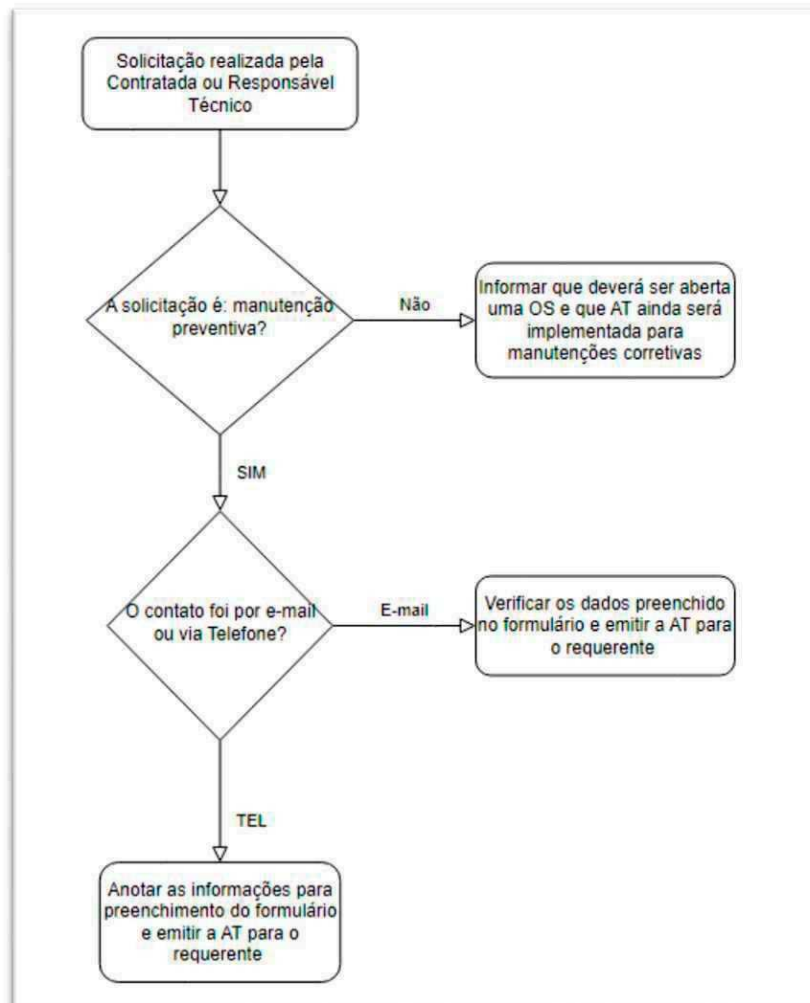 Solicitação realizada pela
Contratada ou Responsável
Técnico
A solicitação é: manutenção
preventiva?
Não
Informar que deverá ser aberta
uma OS e que AT ainda será
implementada para
manutenções corretivas
SIM
O contato foi por e-mail
ou via Telefone?
E-mail
Verificar os dados preenchido
no formulário e emitir a AT para
o requerente
TEL
Anotar as informações para
preenchimento do formulário
e emitir a AT para o
requerente